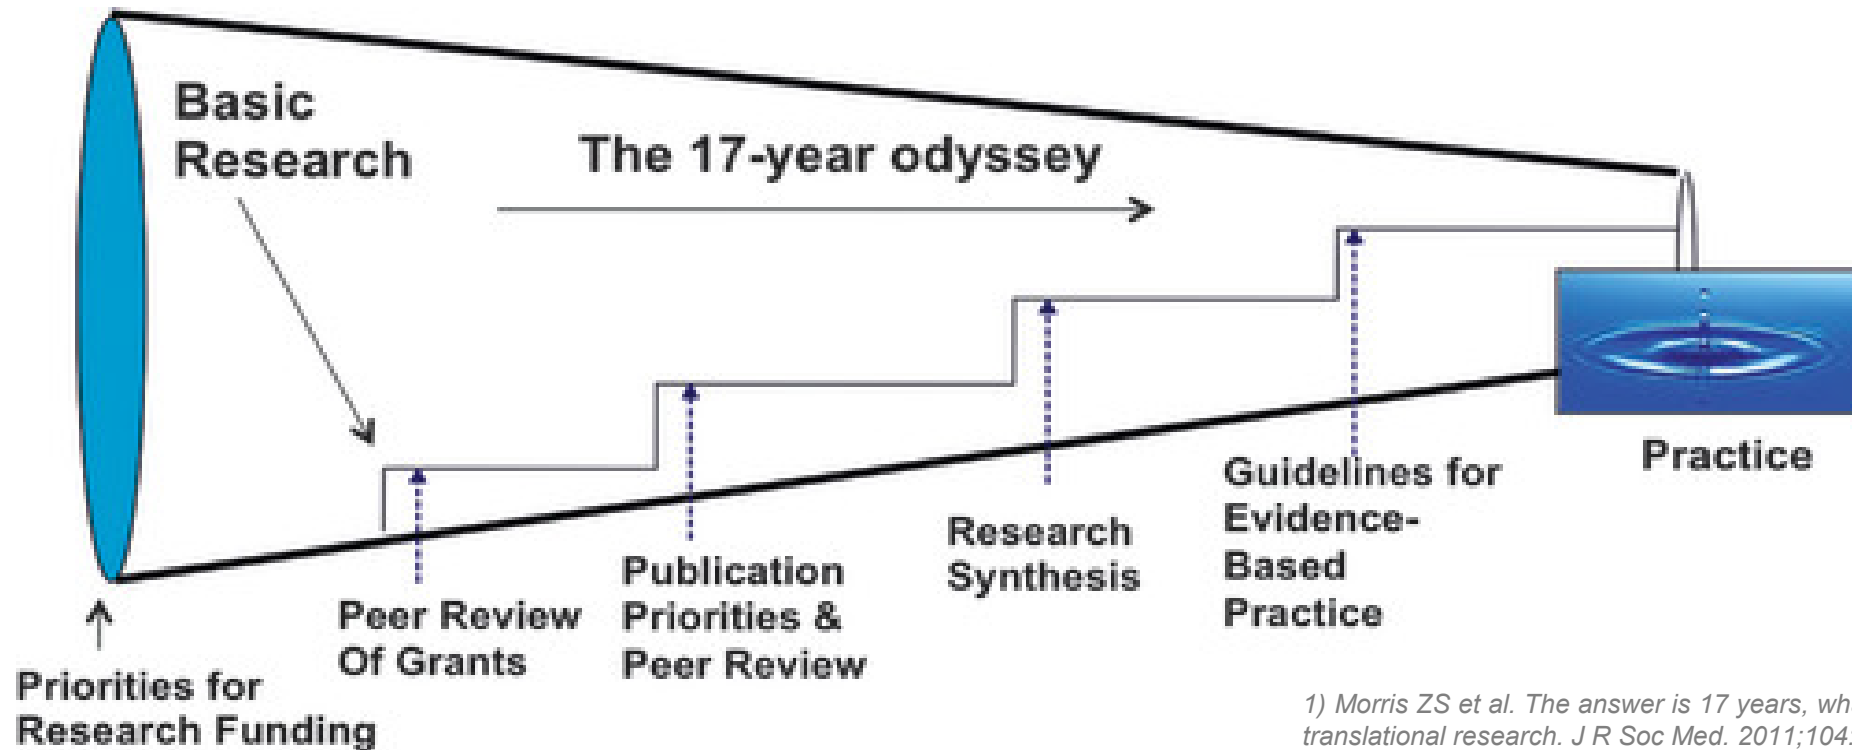 Basic
Research
The 17-year odyssey
Practice
Guidelines for
Evidence-
Based
Practice
Research
Synthesis
Publication
Priorities &
Peer Review
Peer Review
Of Grants
Priorities for
Research Funding
1) Morris ZS et al. The answer is 17 years, wh
translational research. J R Soc Med. 2011;104: